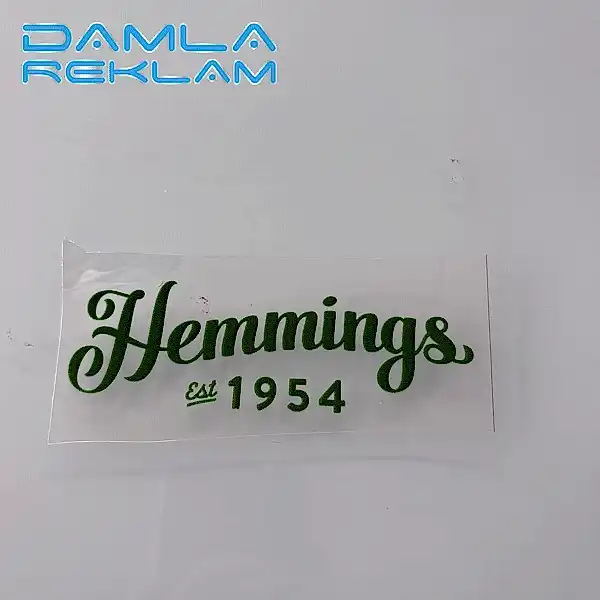 DAMLA
REKLAM
Hemmings
Est 1954